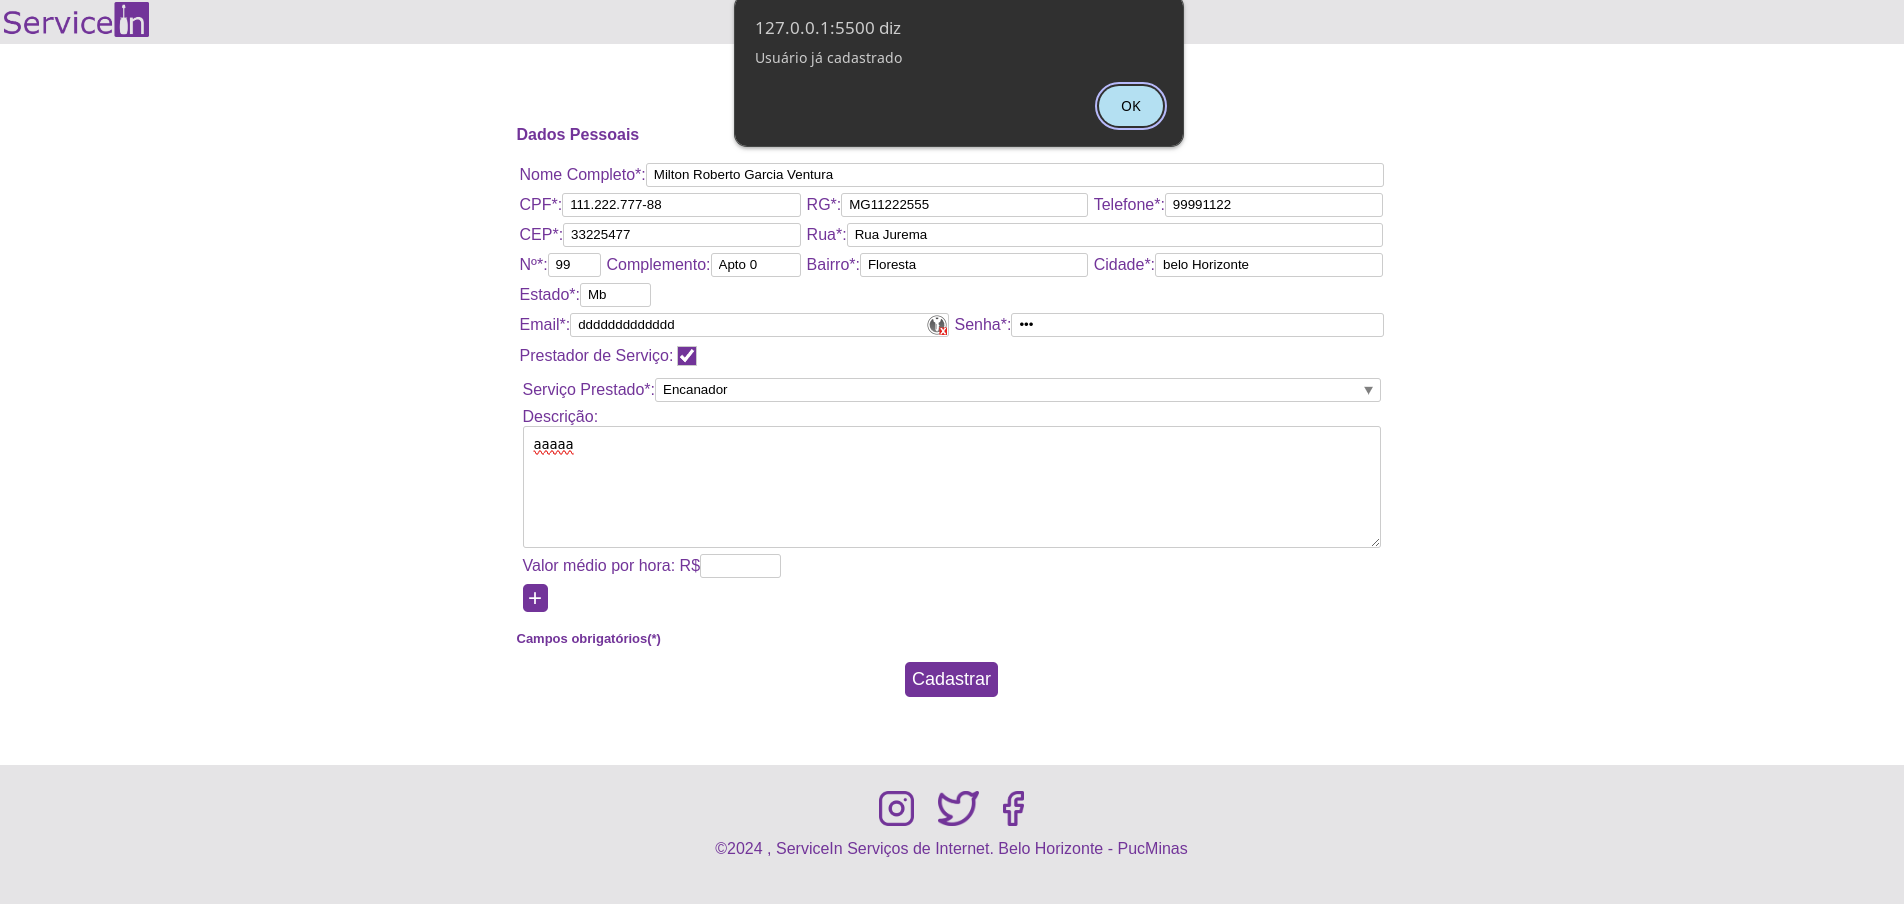 ServiceIn
127.0.0.1:5500 diz
Usuário já cadastrado
OK
Dados Pessoais
Nome Completo*: Milton Roberto Garcia Ventura
CPF*: 111.222.777-88 RG*: MG11222555 Telefone*: 99991122
CEP*: 33225477 Rua*: Rua Jurema
Nº*: 99 Complemento: Apto 0 Bairro*: Floresta Cidade*: belo Horizonte
Estado*: Mb
Email*: ddddddddddddd Senha*: •••
Prestador de Serviço:
Serviço Prestado*: Encanador
Descrição:
aaaaa
Valor médio por hora: R$
+
Campos obrigatórios(*)
Cadastrar
©2024 , ServiceIn Serviços de Internet. Belo Horizonte - PucMinas